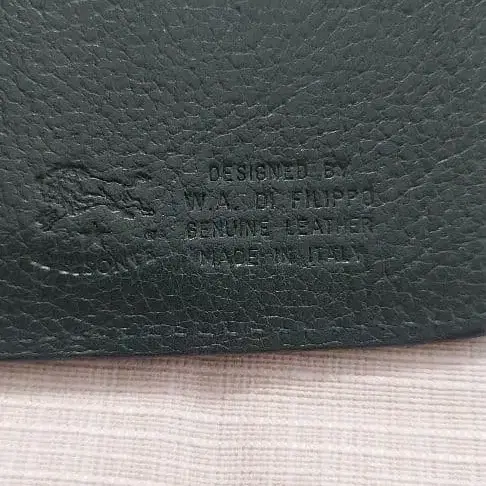 DESIGNED BY
W.A. DI FILIPPO
GENUINE LEATHER
MADE IN ITALY